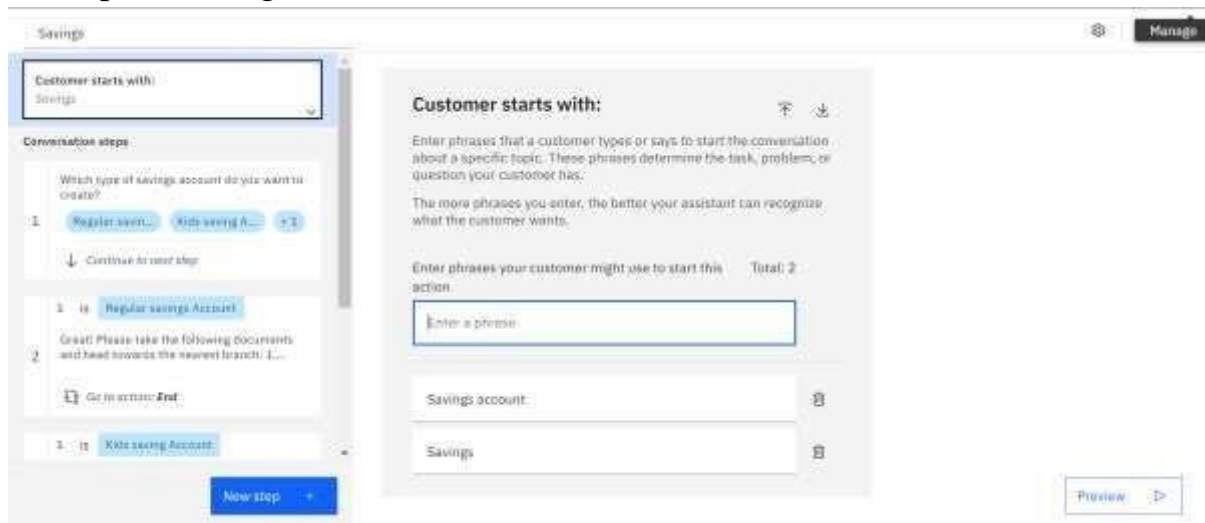 Savings
Manage
Customer starts with:
Savings
Conversation steps
Which type of savings account do you want to
create?
1
Regular savin...
Kids saving A...
+ 1
Continue to next step
1 is Regular savings Account
Great! Please take the following documents
2
and head towards the nearest branch: 1....
Go to action: End
1 is Kids saving Account
New step +
Customer starts with:
Enter phrases that a customer types or says to start the conversation
about a specific topic. These phrases determine the task, problem, or
question your customer has.
The more phrases you enter, the better your assistant can recognize
what the customer wants.
Enter phrases your customer might use to start this
action
Total: 2
Enter a phrase
Savings account
Savings
Preview